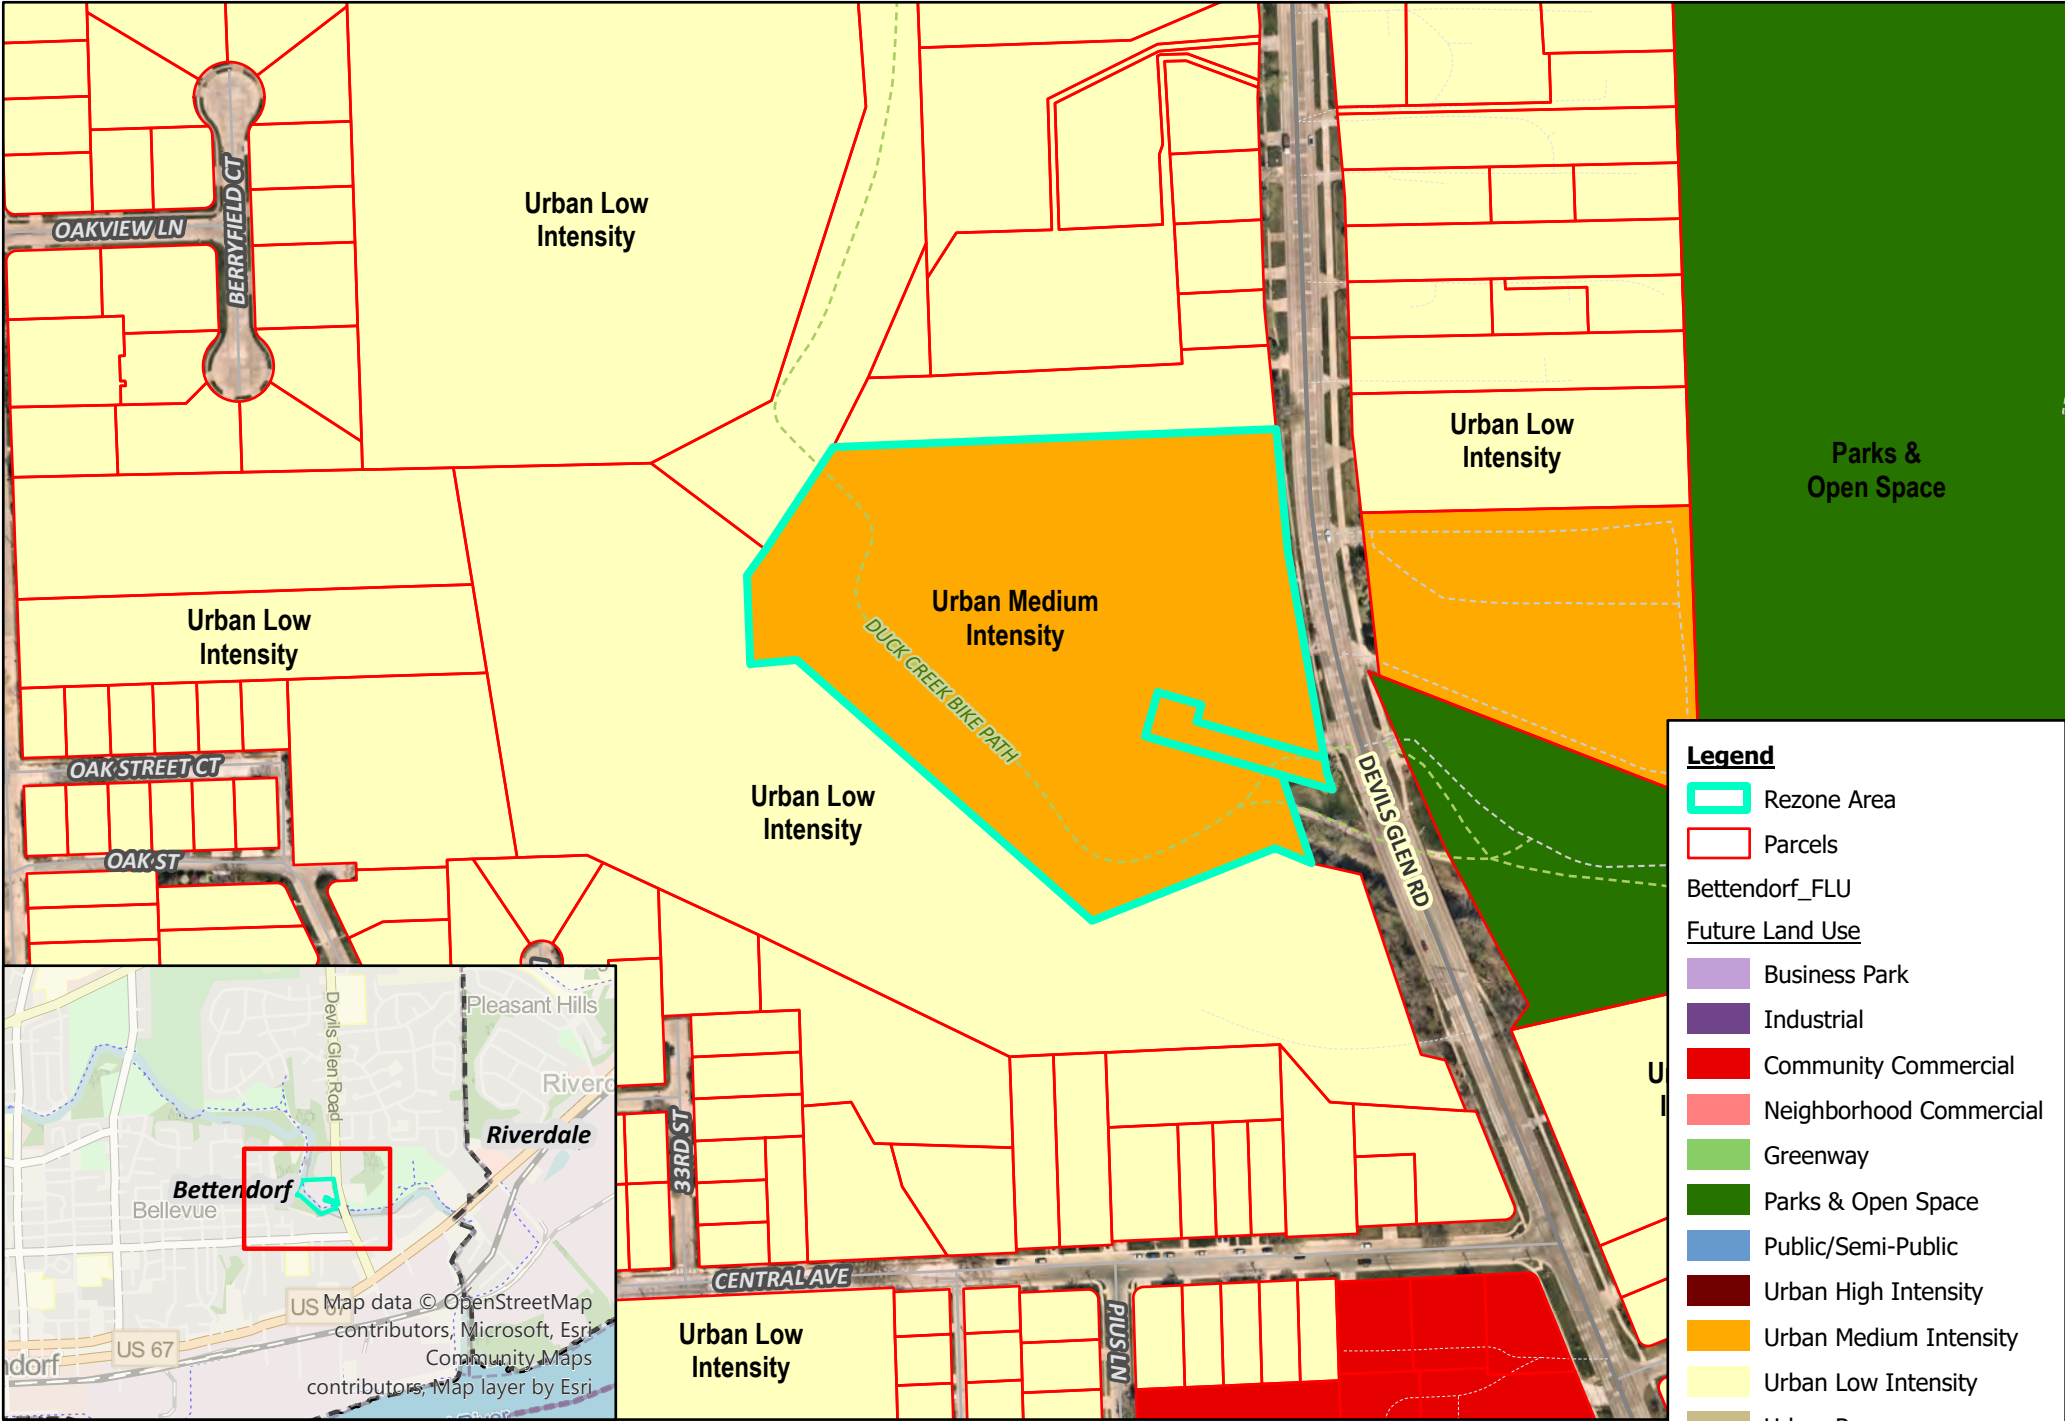 Urban Low
Intensity
OAKVIEW LN
BERRYFIELD CT
Urban Low
Intensity
Parks &
Open Space
Urban Low
Intensity
Urban Medium
Intensity
DUCK CREEK BIKE PATH
OAK STREET CT
Urban Low
Intensity
DEVILS GLEN RD
OAK ST
Legend
Rezone Area
Parcels
Bettendorf_FLU
Future Land Use
Business Park
Industrial
Community Commercial
Neighborhood Commercial
Greenway
Parks & Open Space
Public/Semi-Public
Urban High Intensity
Urban Medium Intensity
Urban Low Intensity
33RD ST
CENTRAL AVE
PIUS LN
Urban Low
Intensity
Devils Glen Road
Pleasant Hills
Riverdale
Bettendorf
Bellevue
US 67
US 67
Map data © OpenStreetMap
contributors, Microsoft, Esri
Community Maps
contributors, Map layer by Esri